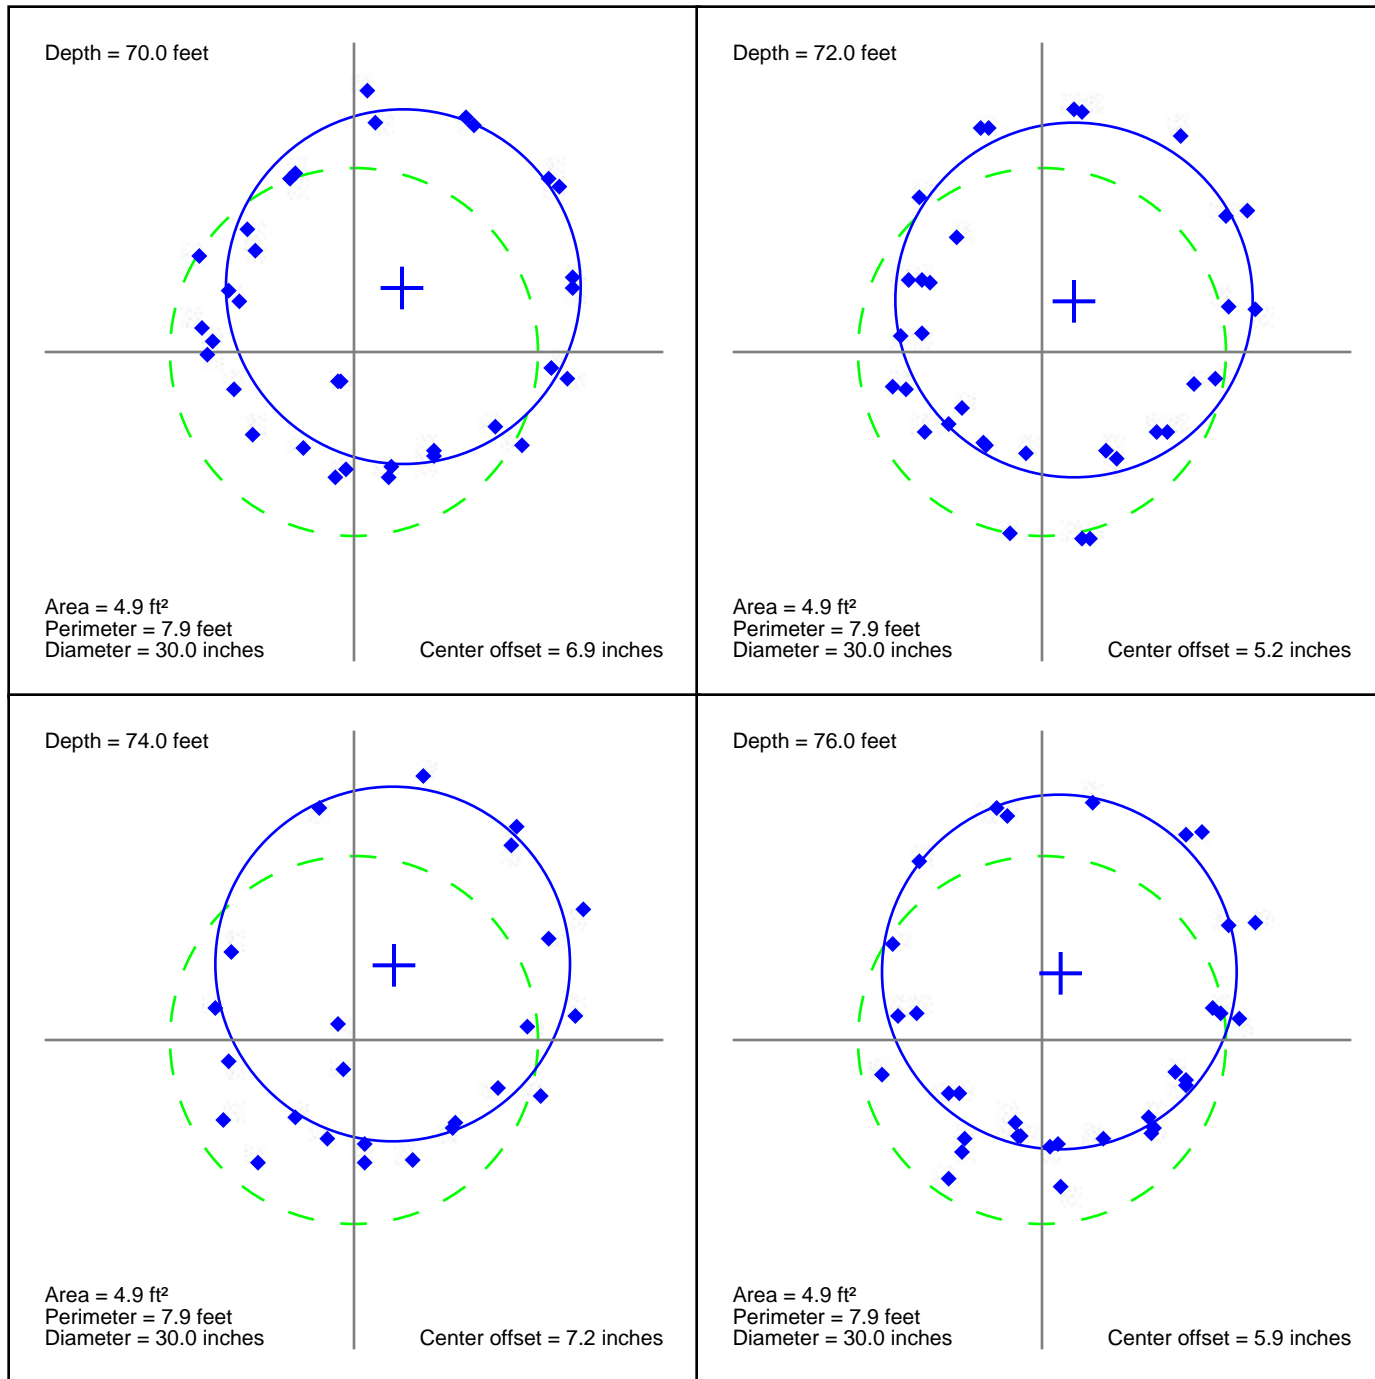 Depth = 70.0 feet
Area = 4.9 ft²
Perimeter = 7.9 feet
Diameter = 30.0 inches
Center offset = 6.9 inches
Depth = 72.0 feet
Area = 4.9 ft²
Perimeter = 7.9 feet
Diameter = 30.0 inches
Center offset = 5.2 inches
Depth = 74.0 feet
Area = 4.9 ft²
Perimeter = 7.9 feet
Diameter = 30.0 inches
Center offset = 7.2 inches
Depth = 76.0 feet
Area = 4.9 ft²
Perimeter = 7.9 feet
Diameter = 30.0 inches
Center offset = 5.9 inches